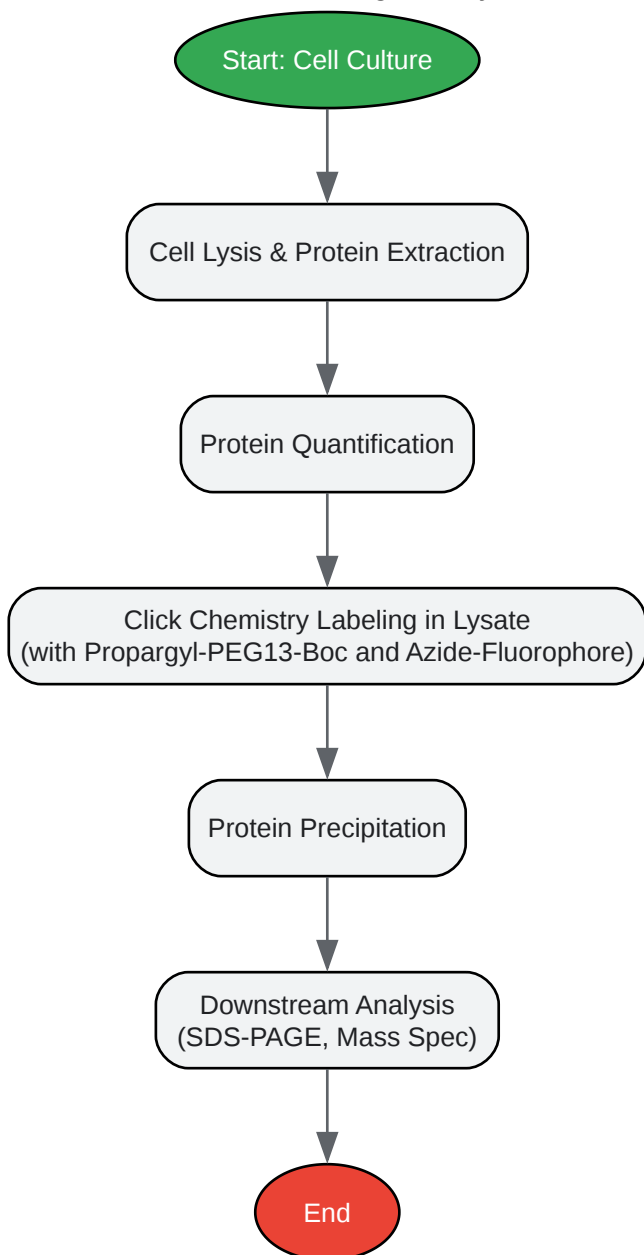 Start: Cell Culture
Cell Lysis & Protein Extraction
Protein Quantification
Click Chemistry Labeling in Lysate
(with Propargyl-PEG13-Boc and Azide-Fluorophore)
Protein Precipitation
Downstream Analysis
(SDS-PAGE, Mass Spec)
End